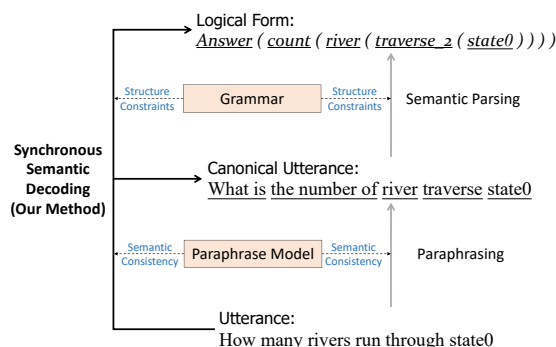 Logical Form:
Answer ( count ( river ( traverse_2 ( state0 ) ) ) )
Structure
Constraints
Grammar
Structure
Constraints
Semantic Parsing
Synchronous
Semantic
Decoding
(Our Method)
Canonical Utterance:
What is the number of river traverse state0
Semantic
Consistency
Paraphrase Model
Semantic
Consistency
Paraphrasing
Utterance:
How many rivers run through state0